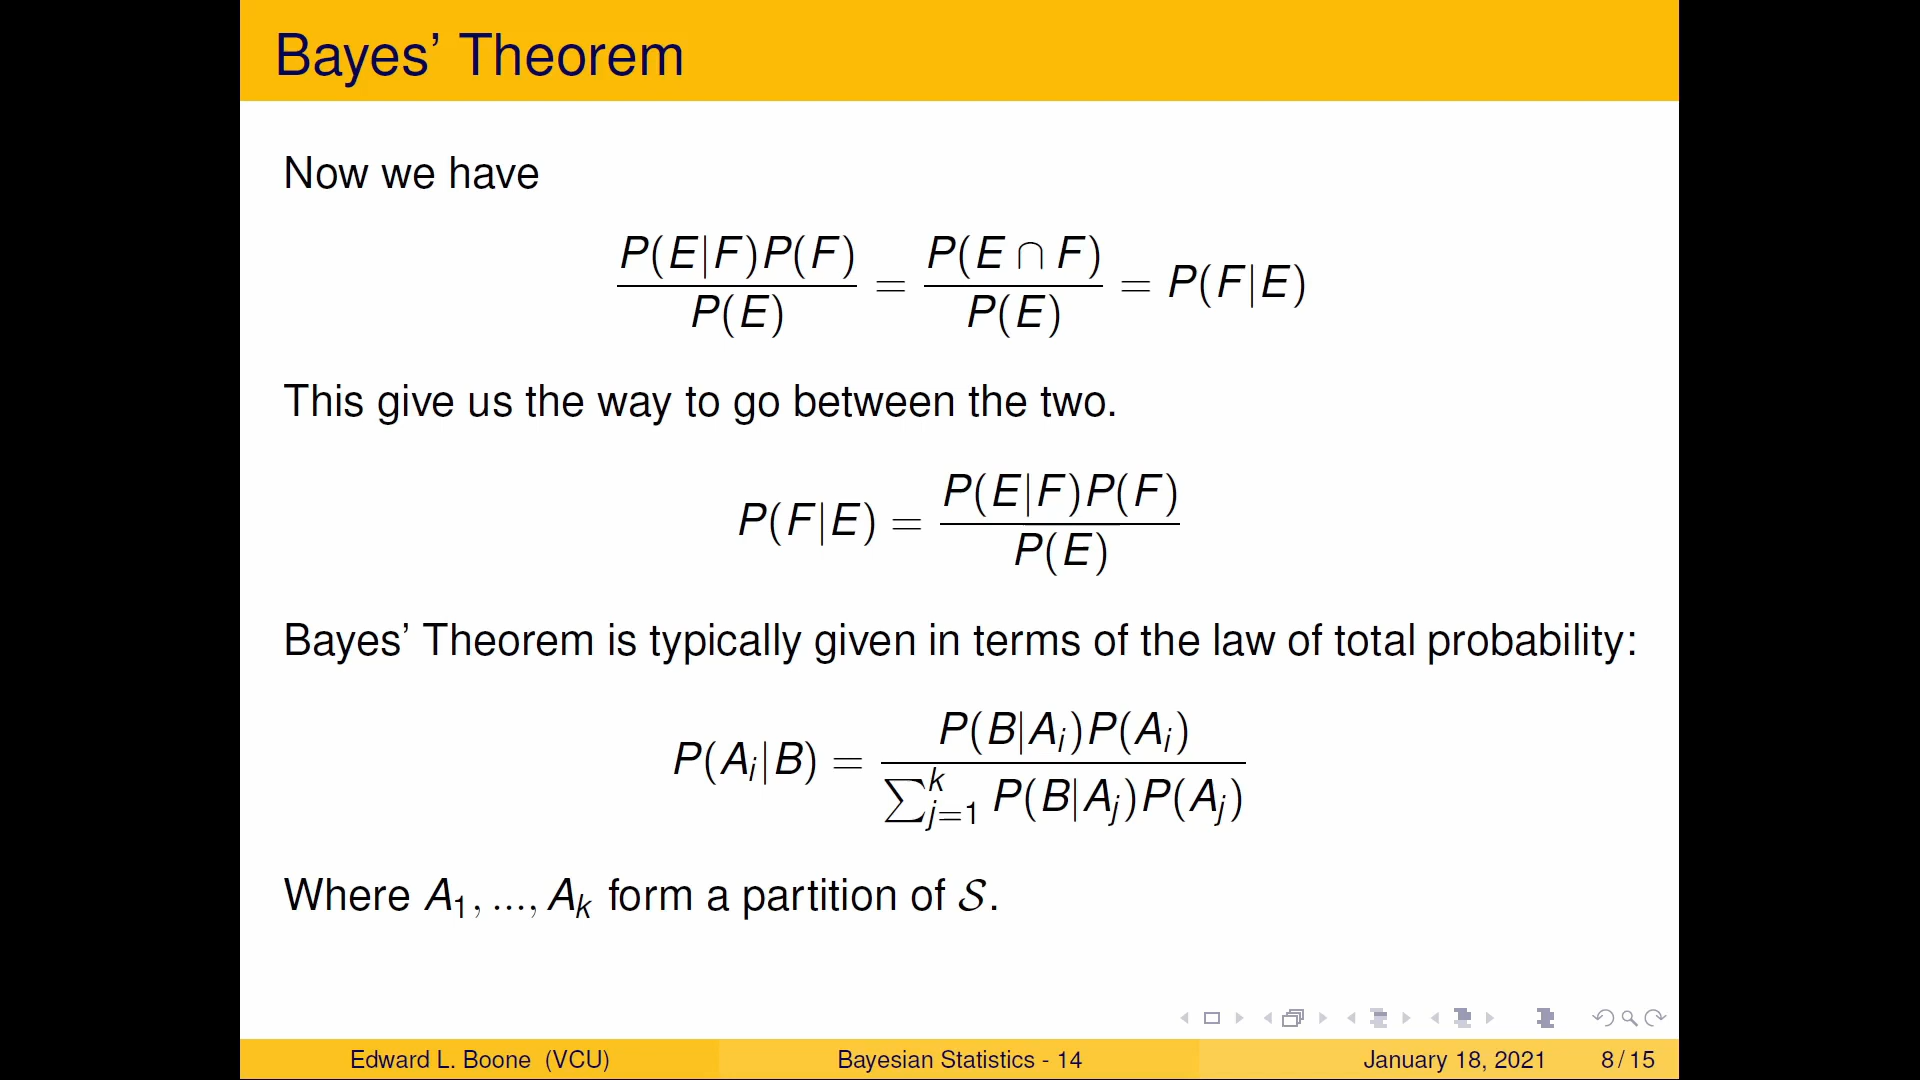 Bayes’ Theorem
Now we have
P(E|F)P(F) / P(E) = P(E ∩ F) / P(E) = P(F|E)
This give us the way to go between the two.
P(F|E) = P(E|F)P(F) / P(E)
Bayes’ Theorem is typically given in terms of the law of total probability:
P(A_i|B) = P(B|A_i)P(A_i) / ∑_{j=1}^{k} P(B|A_j)P(A_j)
Where A_1, ..., A_k form a partition of 𝒮.
Edward L. Boone (VCU) Bayesian Statistics - 14 January 18, 2021 8 / 15